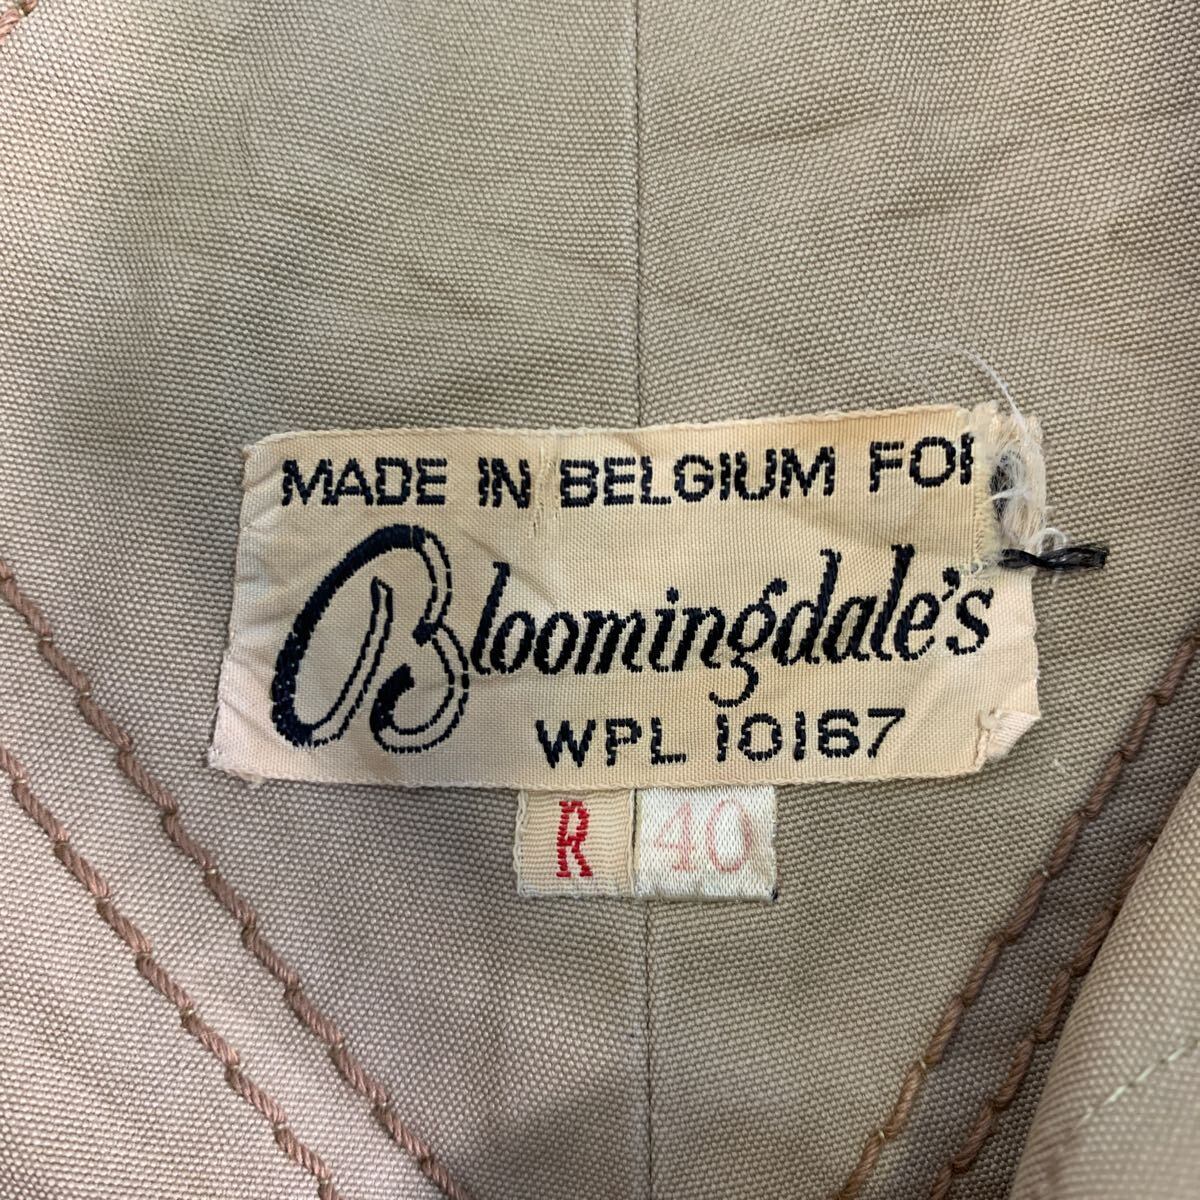 MADE IN BELGIUM FOR
Bloomingdale's
WPL 10167
R 40